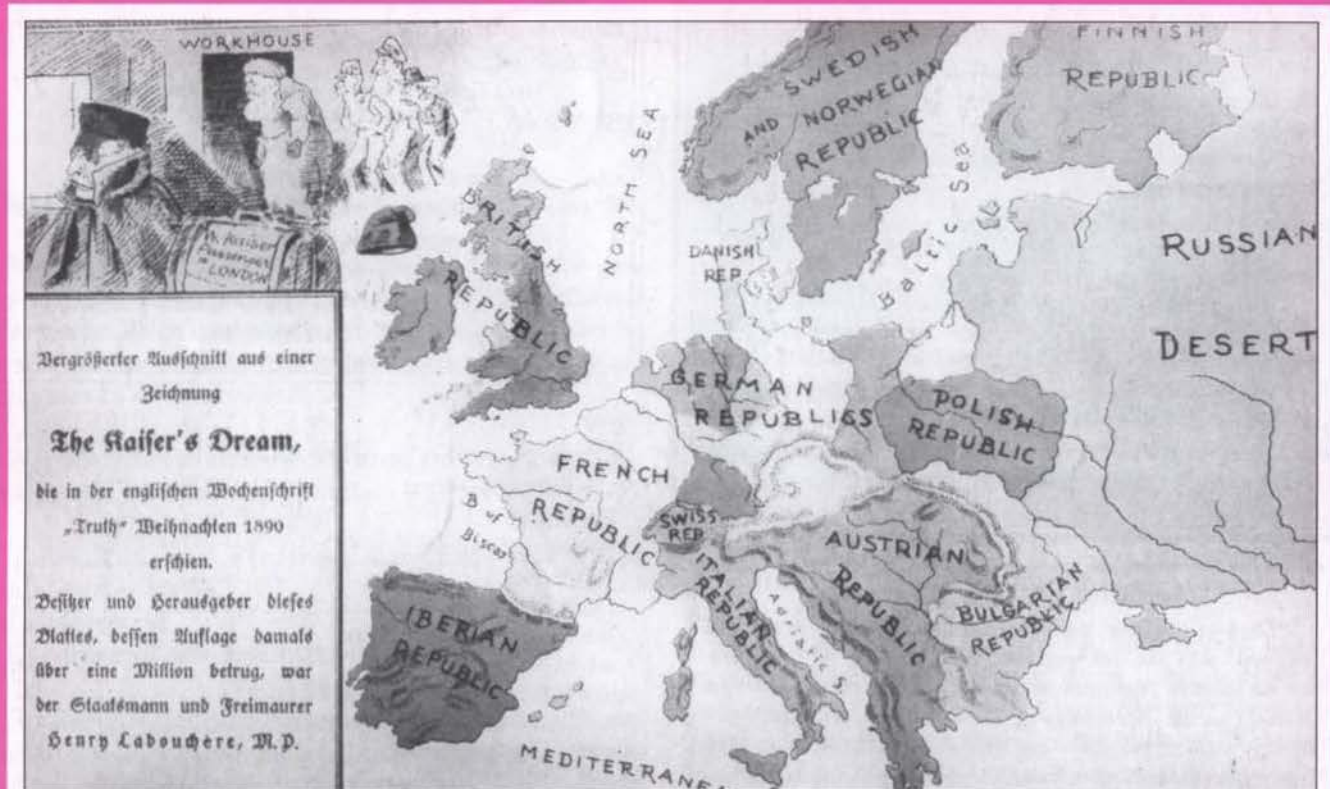 WORKHOUSE
LONDON
Vergrößerter Ausschnitt aus einer
Zeichnung
The Kaiser's Dream,
die in der englischen Wochenschrift
„Truth“ Weihnachten 1890
erschien.
Besitzer und Herausgeber dieses
Blattes, dessen Auflage damals
über eine Million betrug, war
der Staatsmann und Freimaurer
Henry Labouchère, M.P.
FINNISH
REPUBLIC
SWEDISH
AND NORWEGIAN
REPUBLIC
NORTH SEA
BRITISH
REPUBLIC
DANISH
REP.
Baltic Sea
RUSSIAN
DESERT
GERMAN
REPUBLICS
POLISH
REPUBLIC
FRENCH
REPUBLIC
B of
Biscay
SWISS
REP.
AUSTRIAN
REPUBLIC
ITALIAN
REPUBLIC
Adriatic S
BULGARIAN
REPUBLIC
IBERIAN
REPUBLIC
MEDITERRANEA